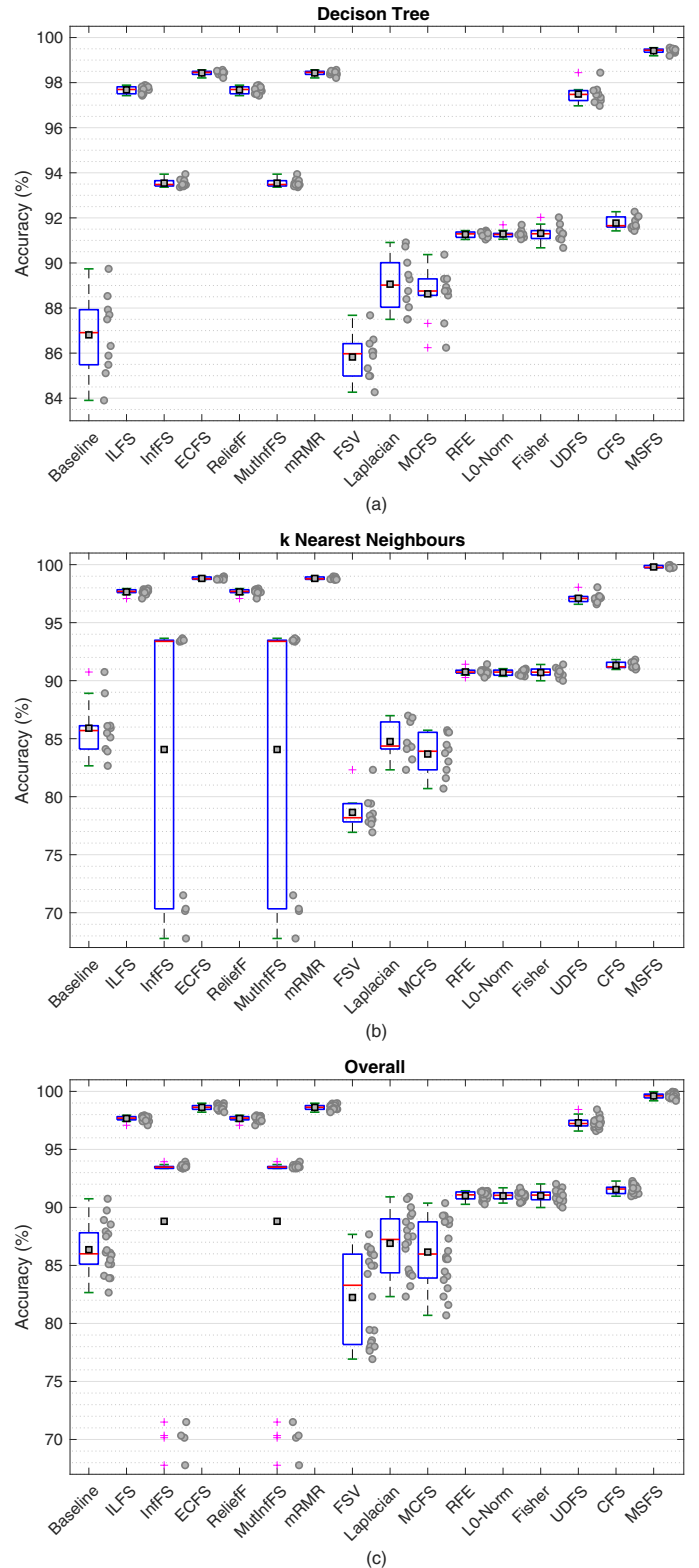 Decison Tree
Accuracy (%)
100
98
96
94
92
90
88
86
84
Baseline ILFS InfFS ECFS ReliefF MutInfFS mRMR FSV Laplacian MCFS RFE L0-Norm Fisher UDFS CFS MSFS
(a)
k Nearest Neighbours
Accuracy (%)
100
95
90
85
80
75
70
Baseline ILFS InfFS ECFS ReliefF MutInfFS mRMR FSV Laplacian MCFS RFE L0-Norm Fisher UDFS CFS MSFS
(b)
Overall
Accuracy (%)
100
95
90
85
80
75
70
Baseline ILFS InfFS ECFS ReliefF MutInfFS mRMR FSV Laplacian MCFS RFE L0-Norm Fisher UDFS CFS MSFS
(c)